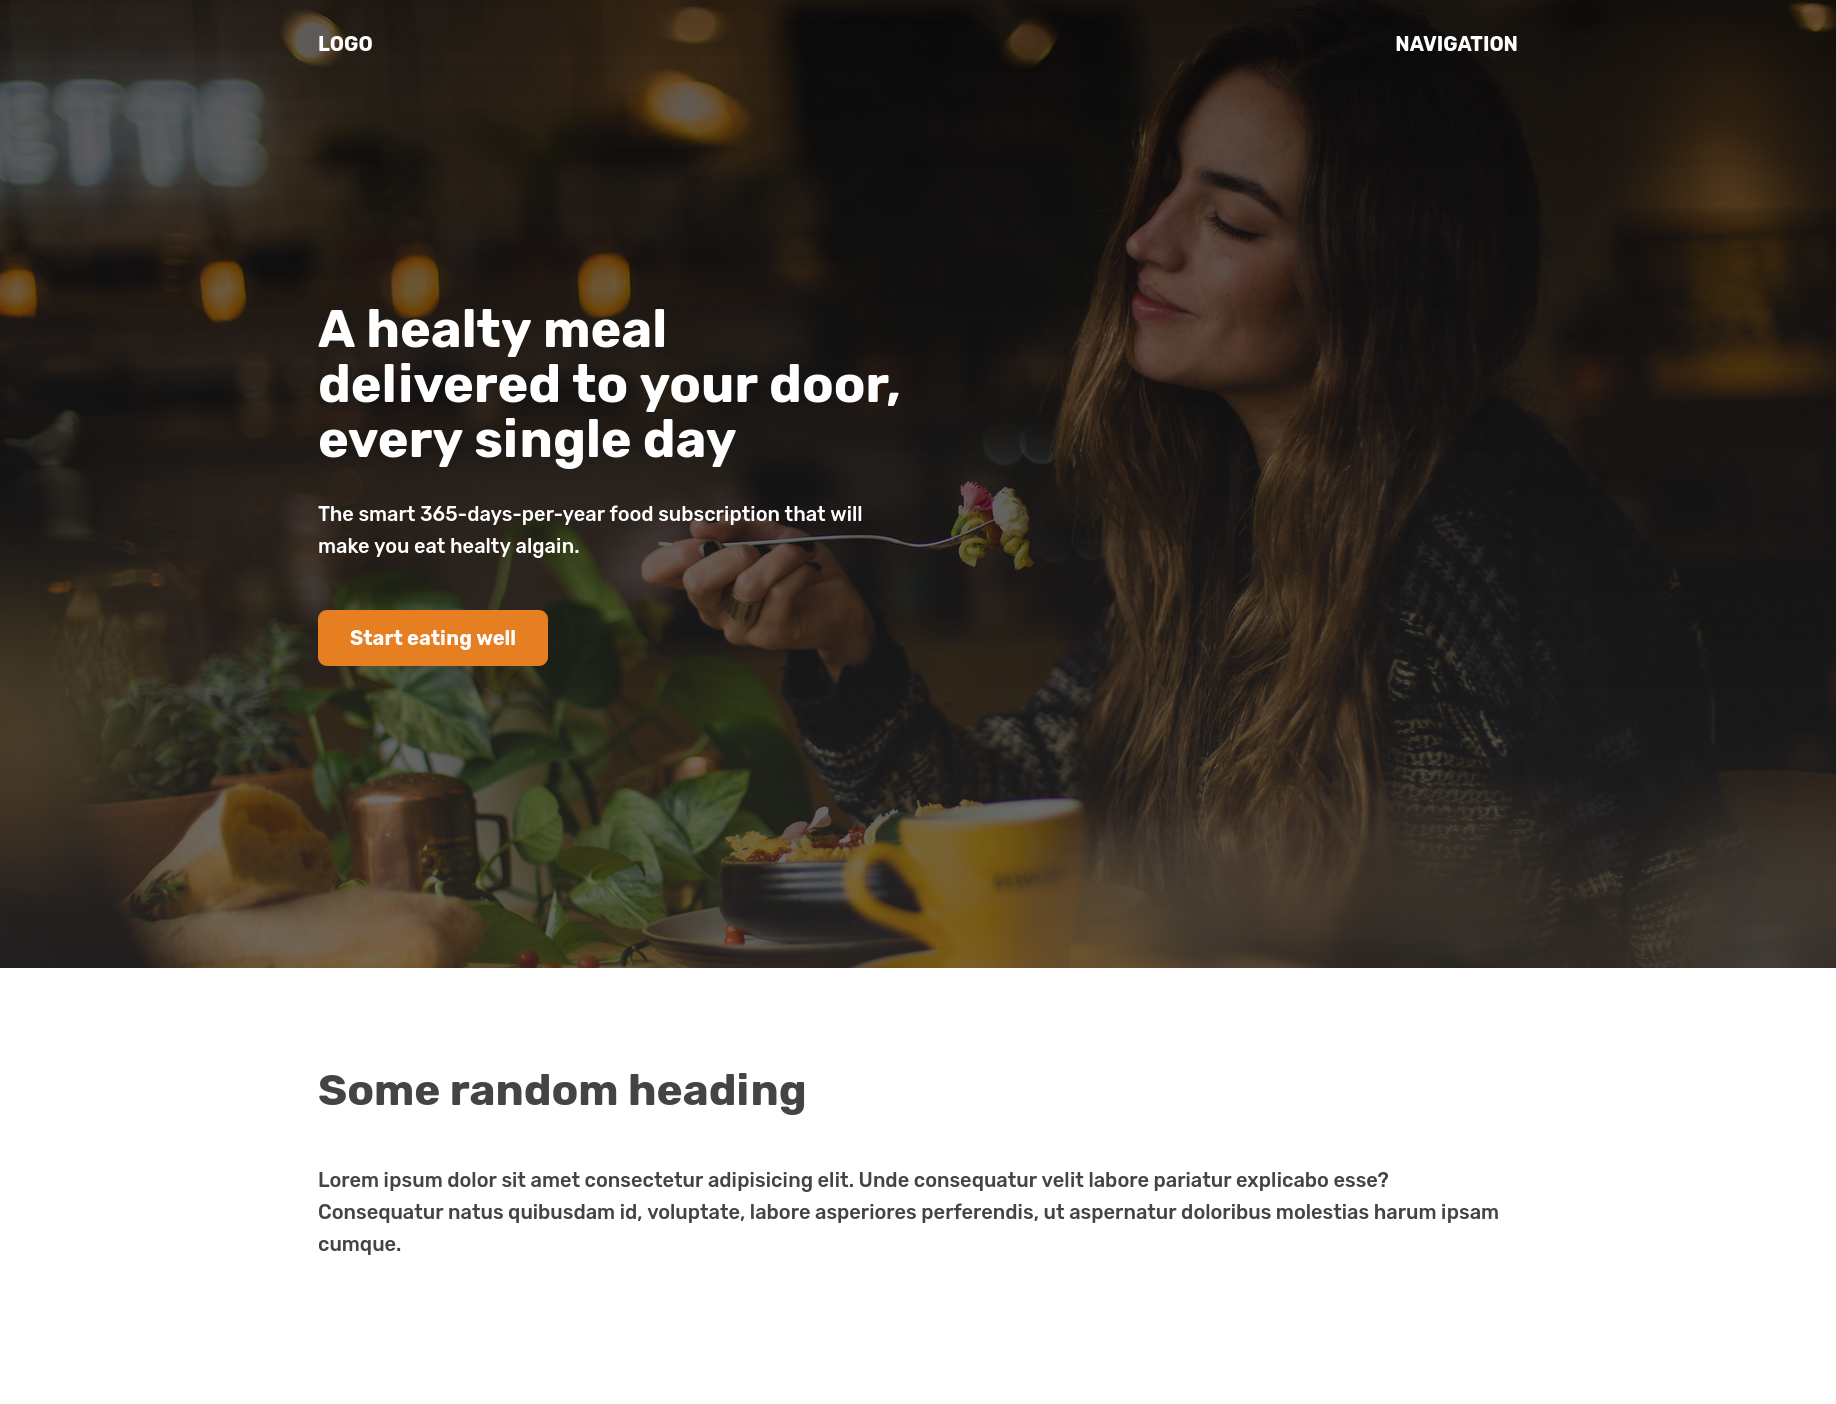 LOGO
NAVIGATION
ETTE
A healty meal
delivered to your door,
every single day
The smart 365-days-per-year food subscription that will
make you eat healty algain.
Start eating well
Some random heading
Lorem ipsum dolor sit amet consectetur adipisicing elit. Unde consequatur velit labore pariatur explicabo esse?
Consequatur natus quibusdam id, voluptate, labore asperiores perferendis, ut aspernatur doloribus molestias harum ipsam
cumque.